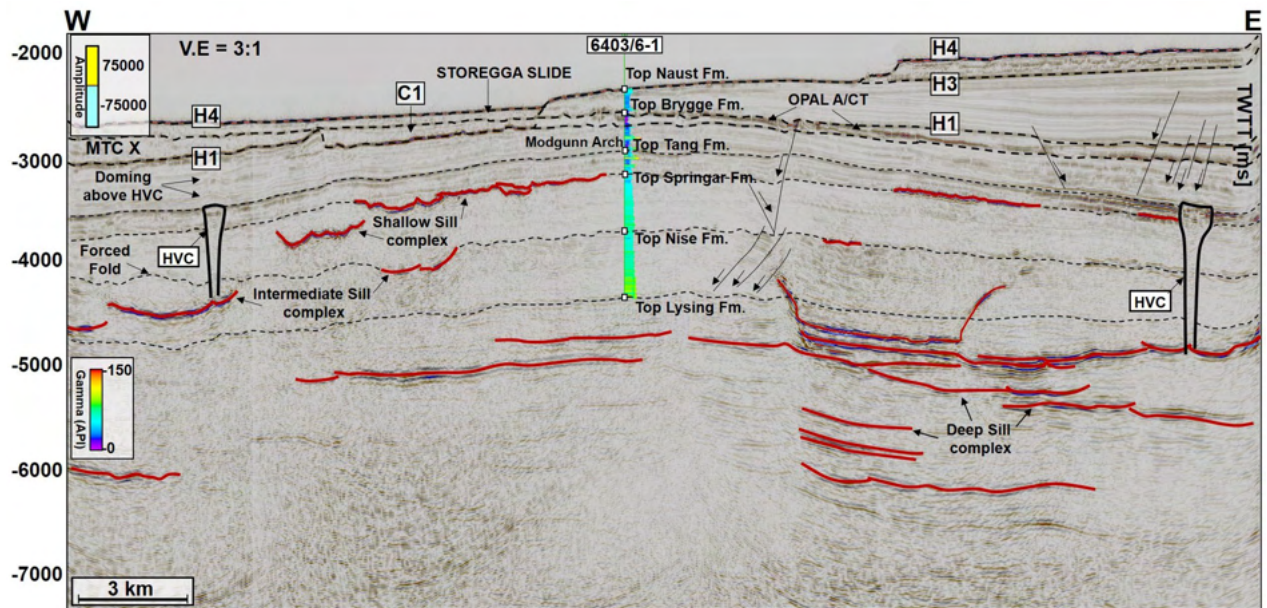 W
E
V.E = 3:1
6403/6-1
-2000
-3000
-4000
-5000
-6000
-7000
Amplitude
75000
-75000
STOREGGA SLIDE
C1
H4
H4
H3
H1
H1
MTC X
Top Naust Fm.
Top Brygge Fm.
OPAL A/CT
Modgunn Arch
Top Tang Fm.
Top Springar Fm.
Top Nise Fm.
Top Lysing Fm.
TWTT [ms]
Doming
above HVC
HVC
Shallow Sill
complex
Forced
Fold
Intermediate Sill
complex
HVC
Deep Sill
complex
Gamma (API)
150
0
3 km